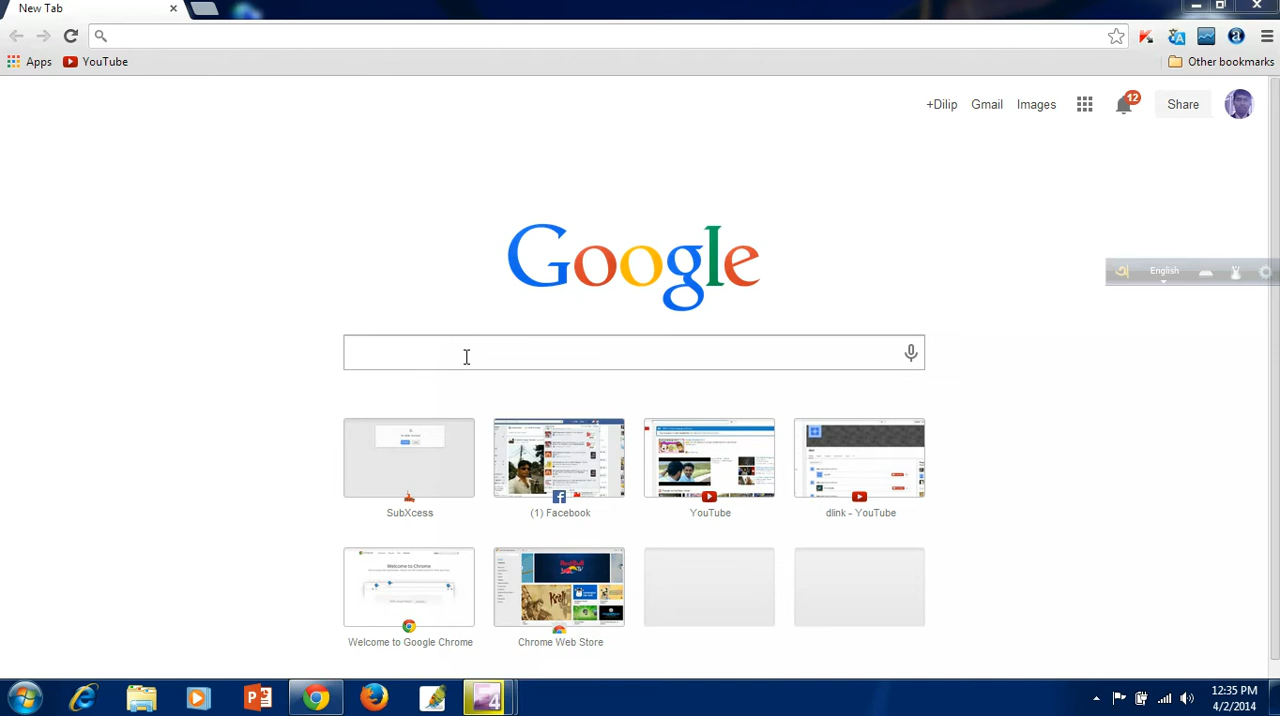 New Tab
Apps
YouTube
Other bookmarks
+Dilip
Gmail
Images
12
Share
Google
English
SubXcess
(1) Facebook
YouTube
dlink - YouTube
Welcome to Google Chrome
Chrome Web Store
12:35 PM
4/2/2014